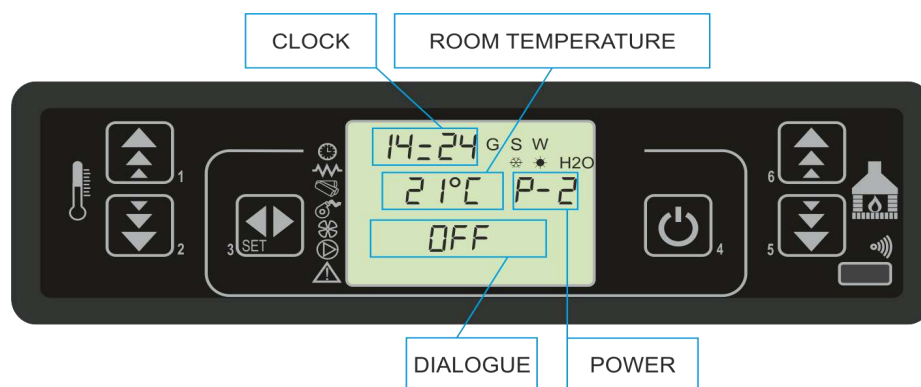 CLOCK
ROOM TEMPERATURE
14=24 G S W
H2O
21°C P-2
OFF
1
2
3 SET
4
6
5
DIALOGUE
POWER